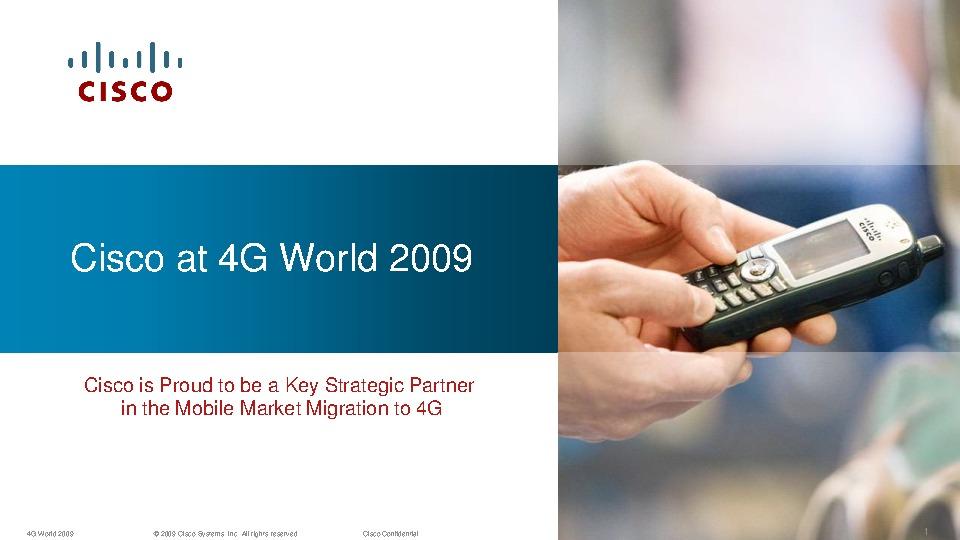 CISCO
Cisco at 4G World 2009
CISCO
Cisco is Proud to be a Key Strategic Partner
in the Mobile Market Migration to 4G
4G World 2009 © 2009 Cisco Systems, Inc. All rights reserved Cisco Confidential 1